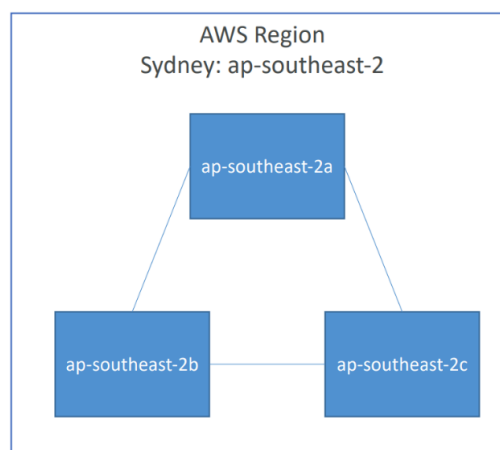 AWS Region
Sydney: ap-southeast-2
ap-southeast-2a
ap-southeast-2b
ap-southeast-2c